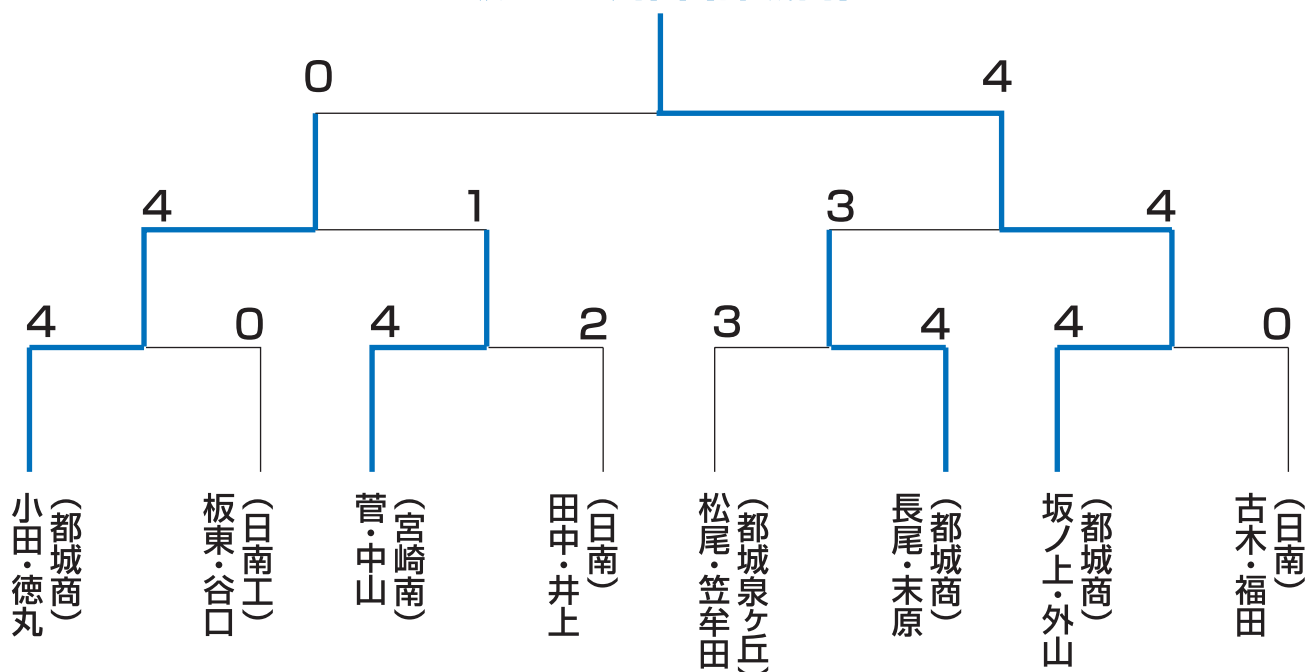 0
4
4
1
3
4
4
0
4
2
3
4
4
0
小田・徳丸
(都城商)
板東・谷口
(日南工)
菅・中山
(宮崎南)
田中・井上
(日南)
松尾・笠牟田
(都城泉ヶ丘)
長尾・末原
(都城商)
坂ノ上・外山
(都城商)
古木・福田
(日南)